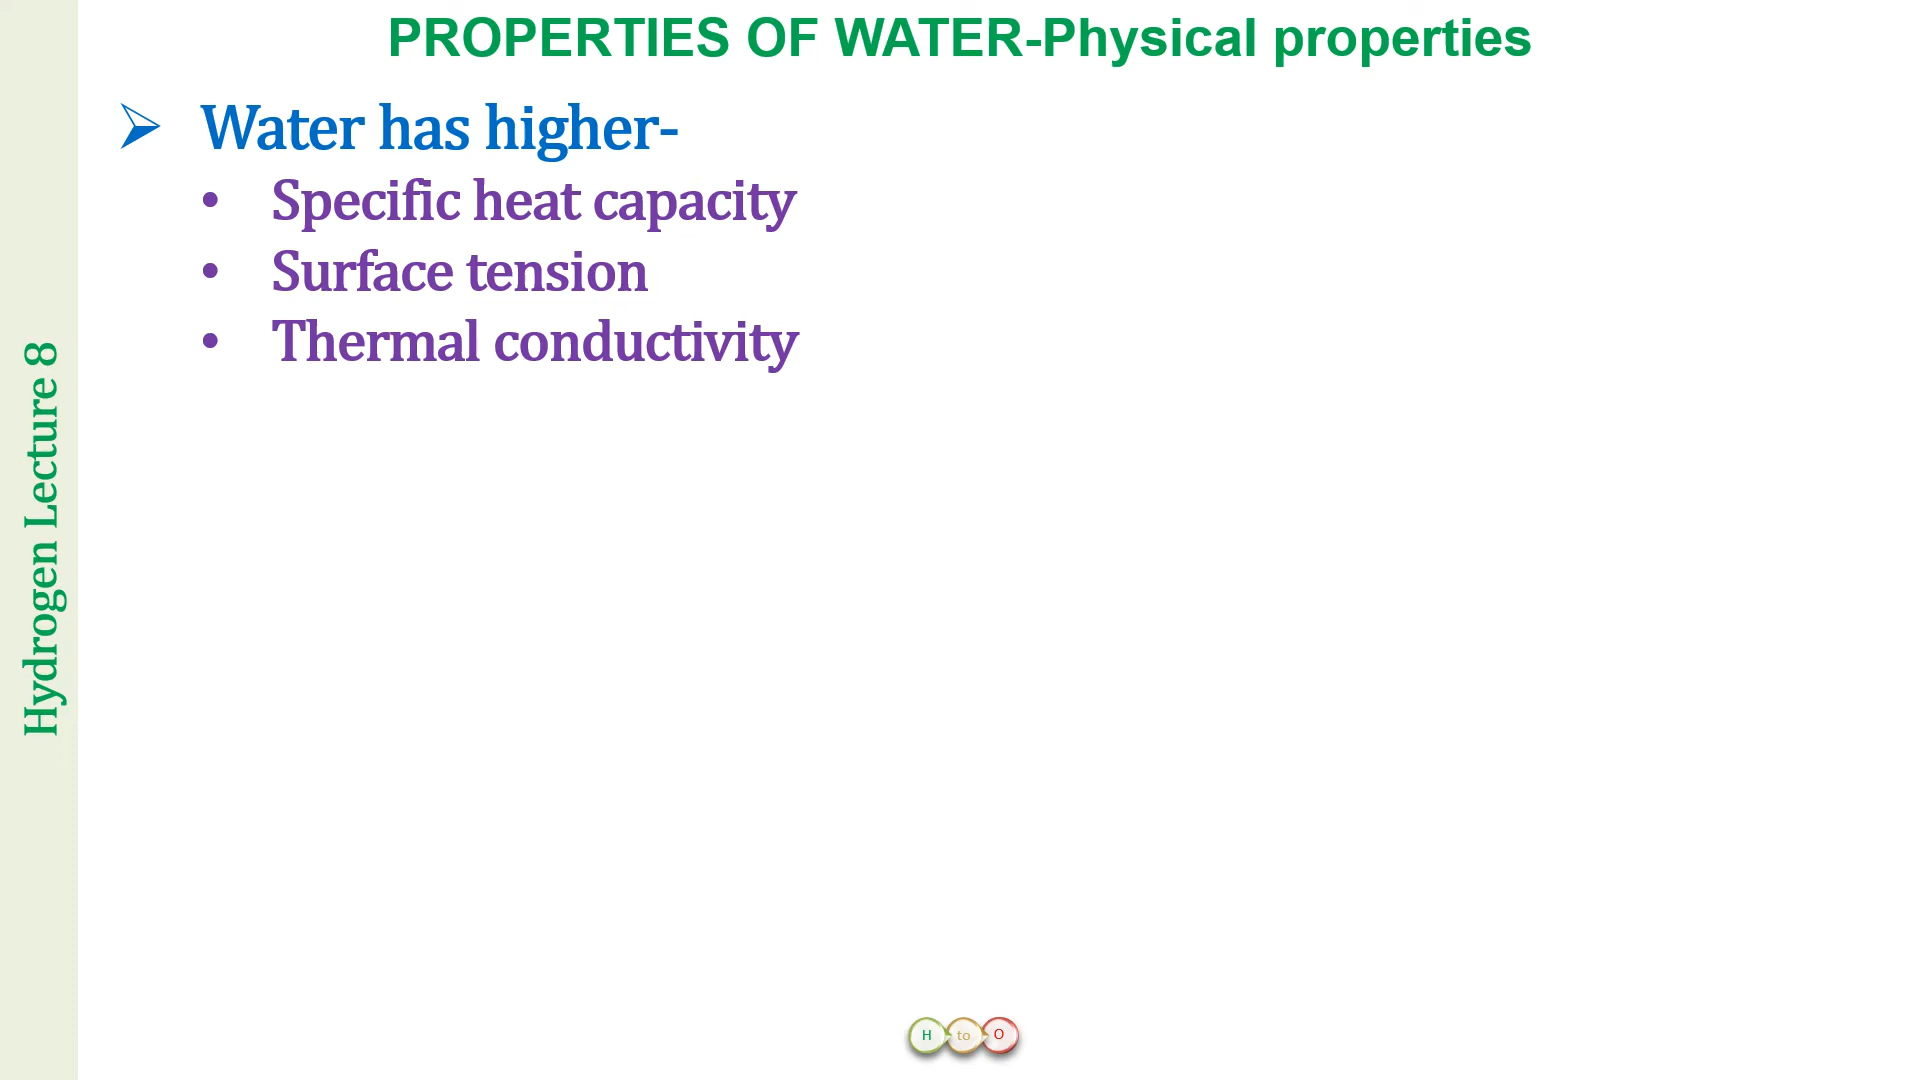 PROPERTIES OF WATER-Physical properties
➢ Water has higher-
• Specific heat capacity
• Surface tension
• Thermal conductivity
Hydrogen Lecture 8
H to O